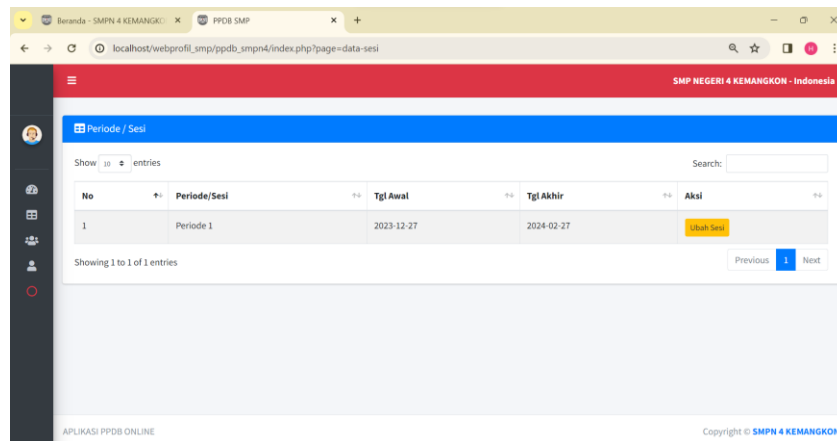 Beranda - SMPN 4 KEMANGKO
PPDB SMP
localhost/webprofil_smp/ppdb_smpn4/index.php?page=data-sesi
H
SMP NEGERI 4 KEMANGKON - Indonesia
Periode / Sesi
Show 10 entries
Search:
No Periode/Sesi Tgl Awal Tgl Akhir Aksi
1 Periode 1 2023-12-27 2024-02-27 Ubah Sesi
Showing 1 to 1 of 1 entries
Previous 1 Next
APLIKASI PPDB ONLINE
Copyright © SMPN 4 KEMANGKON